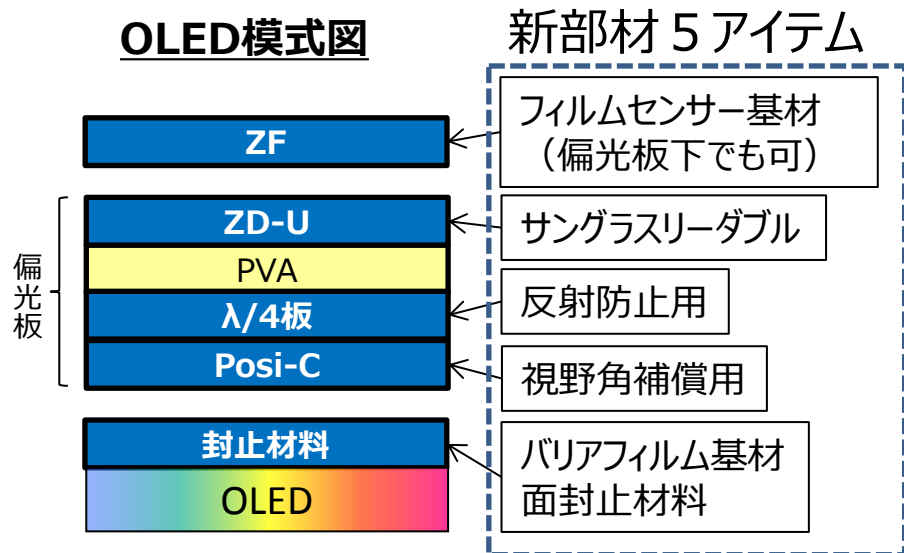 OLED模式図
新部材５アイテム
ZF
フィルムセンサー基材
（偏光板下でも可）
偏光板
ZD-U
サングラスリーダブル
PVA
λ/4板
反射防止用
Posi-C
視野角補償用
封止材料
バリアフィルム基材
面封止材料
OLED